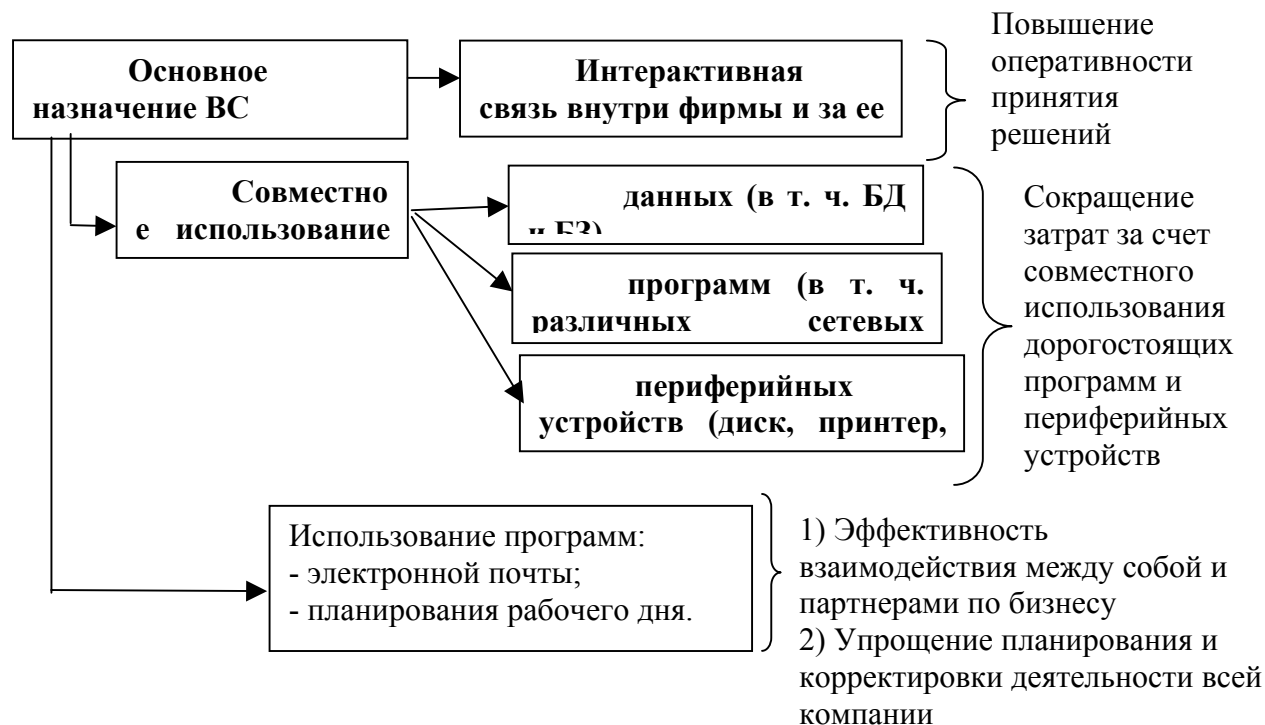 Основное
назначение ВС
Интерактивная
связь внутри фирмы и за ее
Повышение
оперативности
принятия
решений
Совместно
е использование
данных (в т. ч. БД
и БЗ)
программ (в т. ч.
различных сетевых
периферийных
устройств (диск, принтер,
Сокращение
затрат за счет
совместного
использования
дорогостоящих
программ и
периферийных
устройств
Использование программ:
- электронной почты;
- планирования рабочего дня.
1) Эффективность
взаимодействия между собой и
партнерами по бизнесу
2) Упрощение планирования и
корректировки деятельности всей
компании